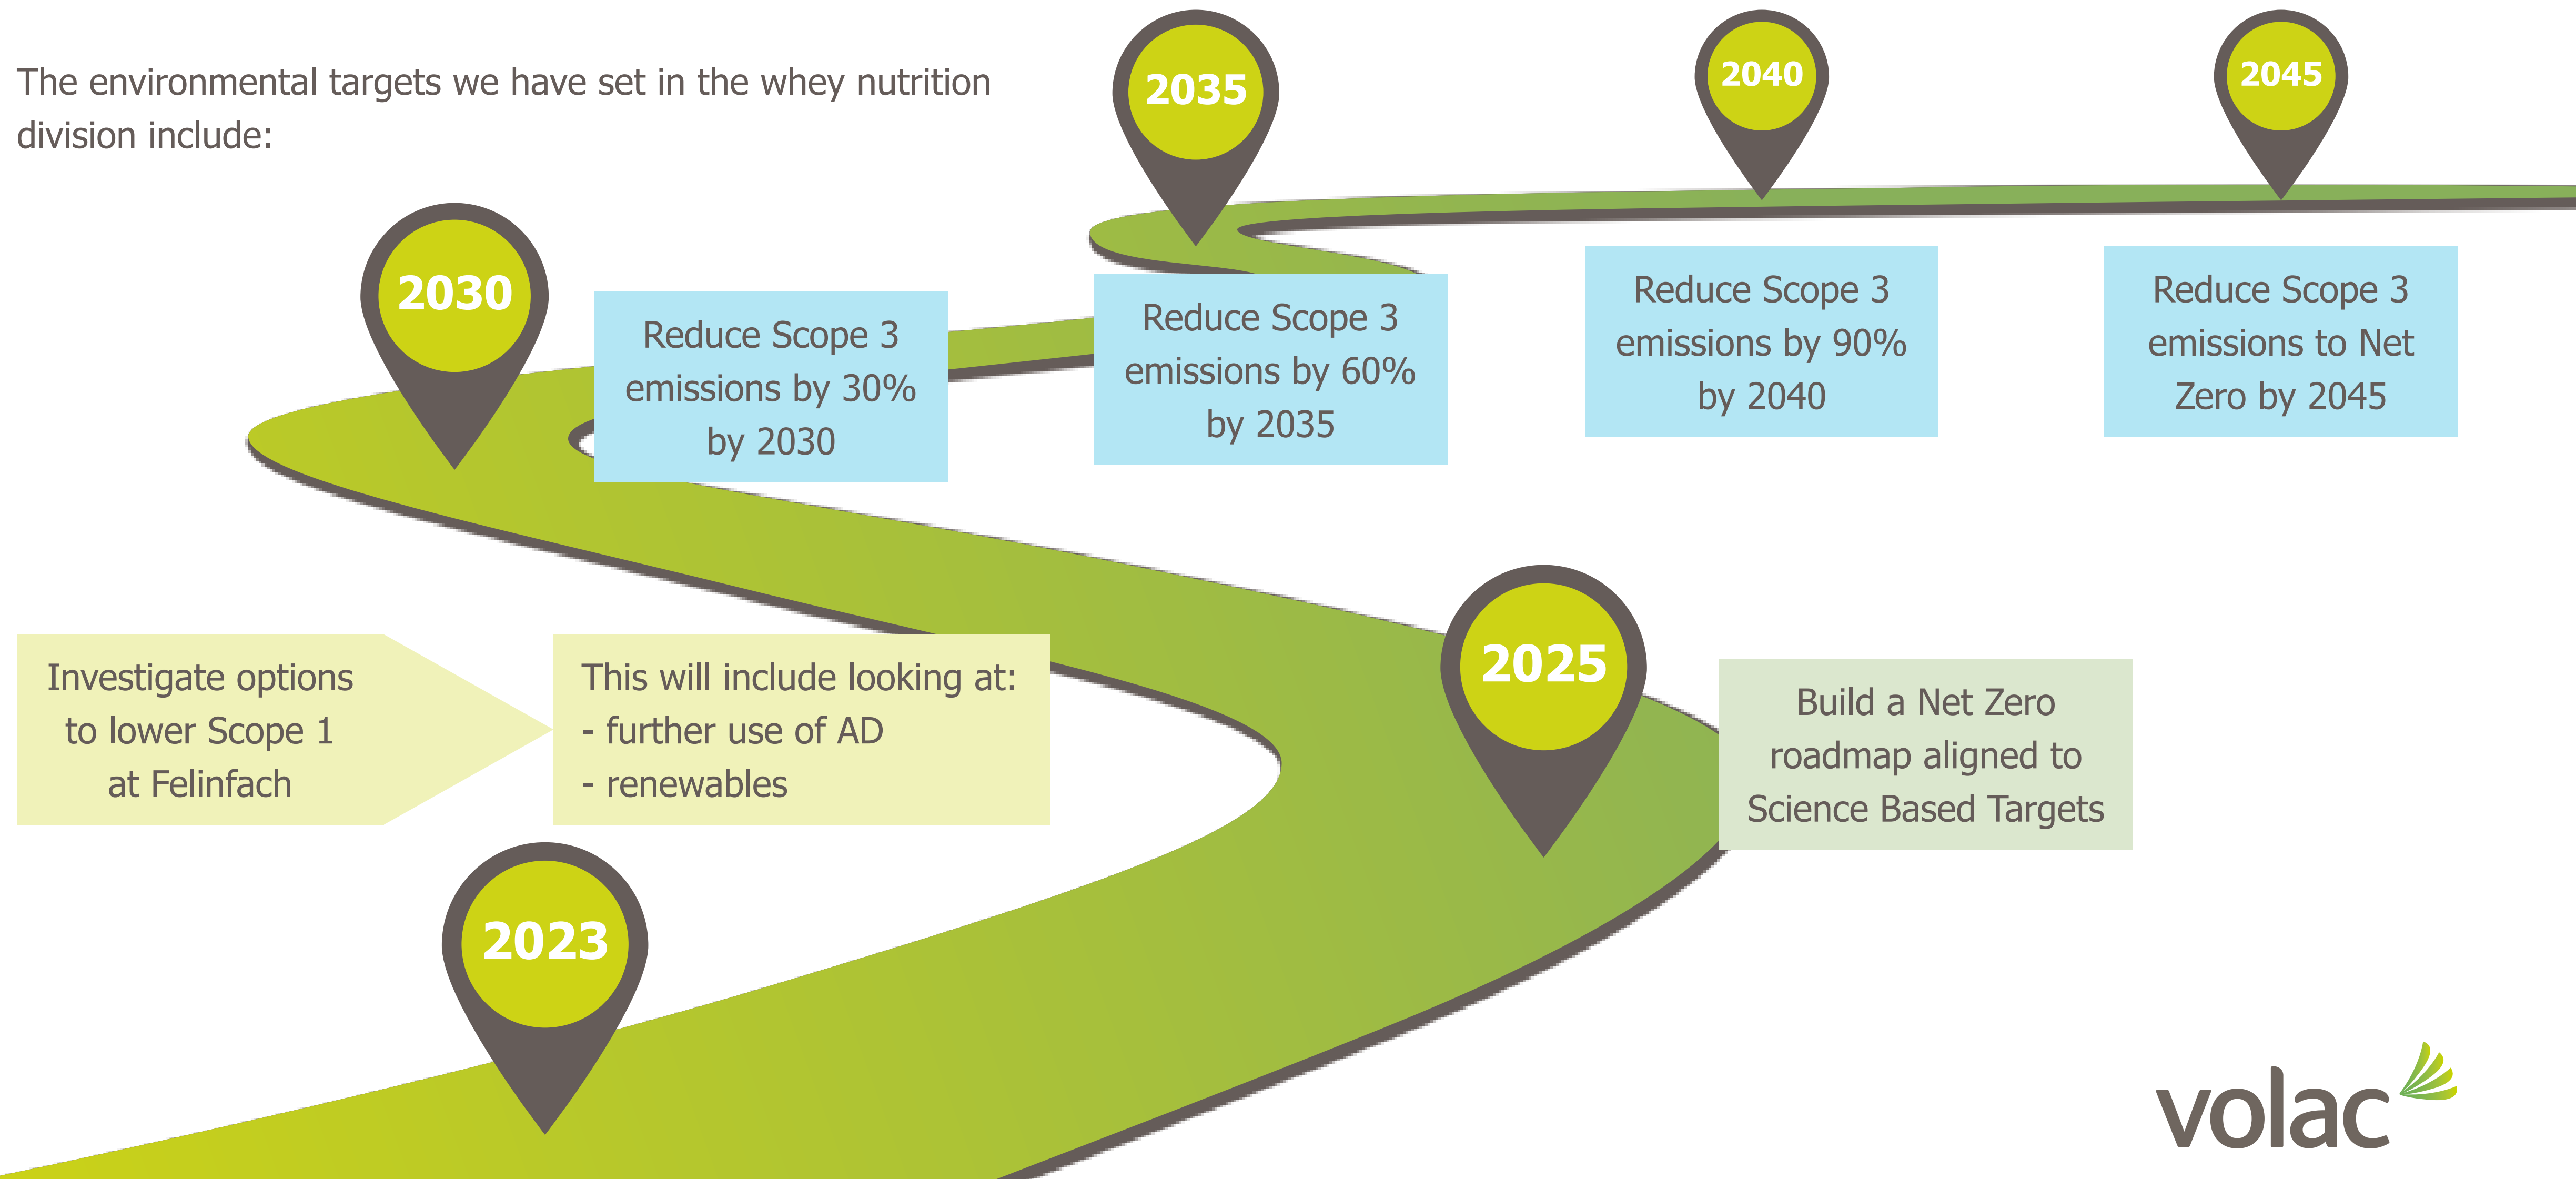 The environmental targets we have set in the whey nutrition
division include:
2035
2040
2045
2030
Reduce Scope 3
emissions by 30%
by 2030
Reduce Scope 3
emissions by 60%
by 2035
Reduce Scope 3
emissions by 90%
by 2040
Reduce Scope 3
emissions to Net
Zero by 2045
Investigate options
to lower Scope 1
at Felinfach
This will include looking at:
- further use of AD
- renewables
2025
Build a Net Zero
roadmap aligned to
Science Based Targets
2023
volac